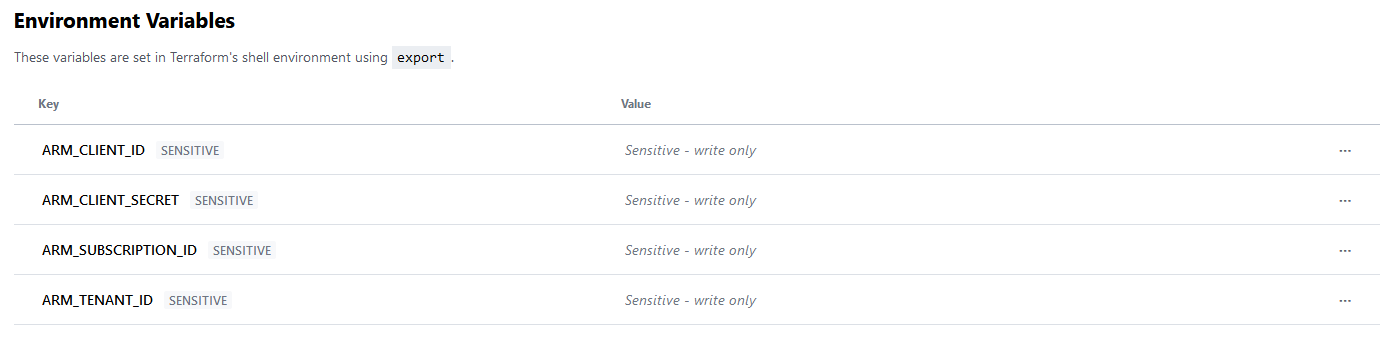 Environment Variables
These variables are set in Terraform's shell environment using export.
Key Value
ARM_CLIENT_ID SENSITIVE Sensitive - write only ...
ARM_CLIENT_SECRET SENSITIVE Sensitive - write only ...
ARM_SUBSCRIPTION_ID SENSITIVE Sensitive - write only ...
ARM_TENANT_ID SENSITIVE Sensitive - write only ...